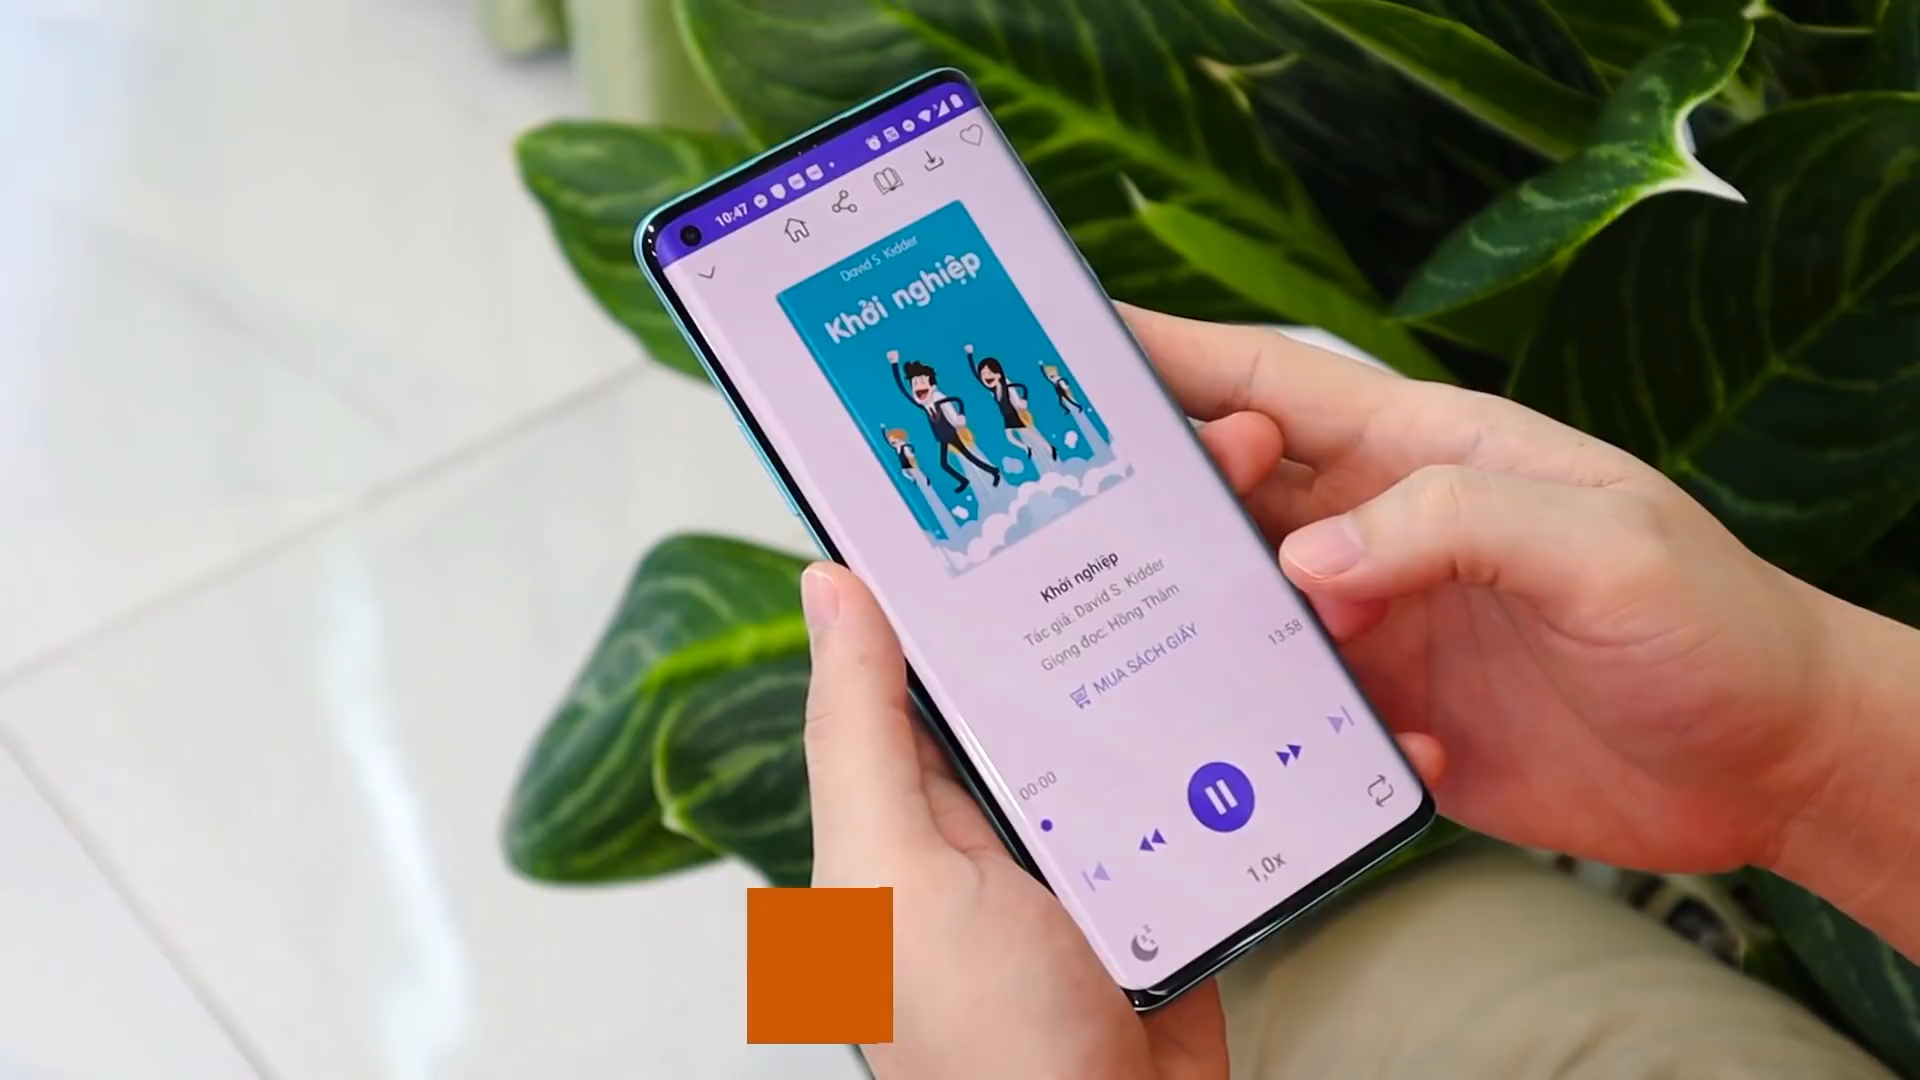 10:47
David S Kidder
Khởi nghiệp
Khởi nghiệp
Tác giả: David S. Kidder
Giọng đọc: Hồng Thắm
MUA SÁCH GIẤY
13:58
00:00
1,0x